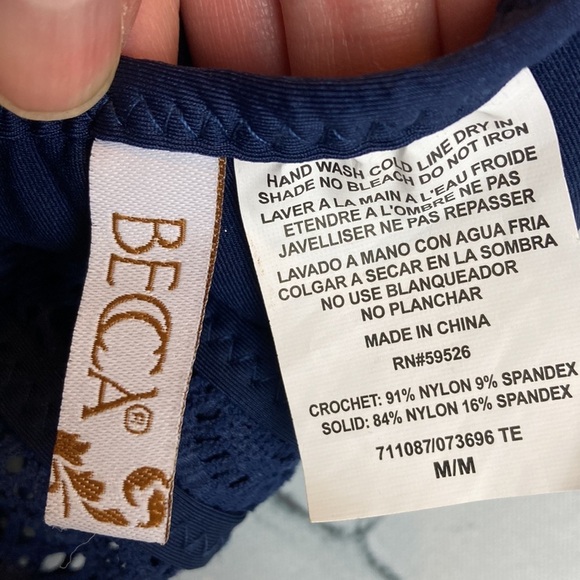 BECCA®
HAND WASH COLD LINE DRY IN
SHADE NO BLEACH DO NOT IRON
LAVER A LA MAIN A L'EAU FROIDE
ETENDRE A L'OMBRE NE PAS
JAVELLISER NE PAS REPASSER
LAVADO A MANO CON AGUA FRIA
COLGAR A SECAR EN LA SOMBRA
NO USE BLANQUEADOR
NO PLANCHAR
MADE IN CHINA
RN#59526
CROCHET: 91% NYLON 9% SPANDEX
SOLID: 84% NYLON 16% SPANDEX
711087/073696 TE
M/M